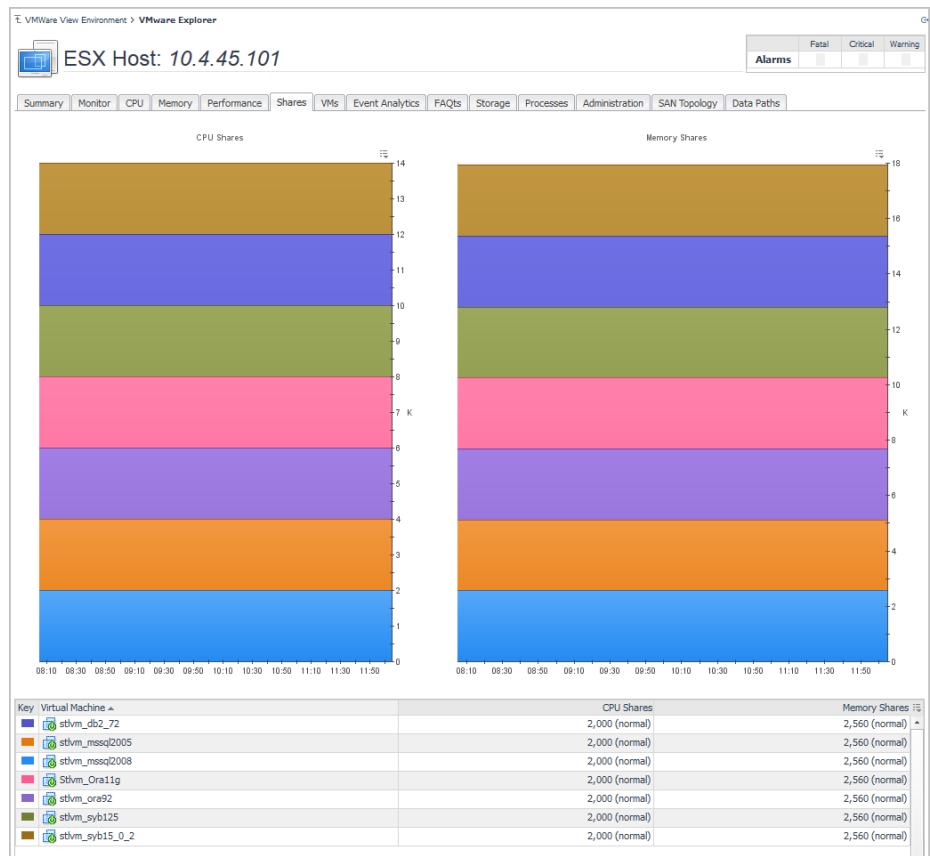 VMWare View Environment > VMware Explorer
ESX Host: 10.4.45.101
Fatal Critical Warning
Alarms
Summary Monitor CPU Memory Performance Shares VMs Event Analytics FAQts Storage Processes Administration SAN Topology Data Paths
CPU Shares Memory Shares
14 18
13
12 16
11
10 14
9
8 12
7 K 10 K
6 8
5
4 6
3 4
2
1 2
0 0
08:10 08:30 08:50 09:10 09:30 09:50 10:10 10:30 10:50 11:10 11:30 11:50 08:10 08:30 08:50 09:10 09:30 09:50 10:10 10:30 10:50 11:10 11:30 11:50
Key Virtual Machine CPU Shares Memory Shares
stlvm_db2_72 2,000 (normal) 2,560 (normal)
stlvm_mssql2005 2,000 (normal) 2,560 (normal)
stlvm_mssql2008 2,000 (normal) 2,560 (normal)
Stlvm_Ora11g 2,000 (normal) 2,560 (normal)
stlvm_ora92 2,000 (normal) 2,560 (normal)
stlvm_syb125 2,000 (normal) 2,560 (normal)
stlvm_syb15_0_2 2,000 (normal) 2,560 (normal)